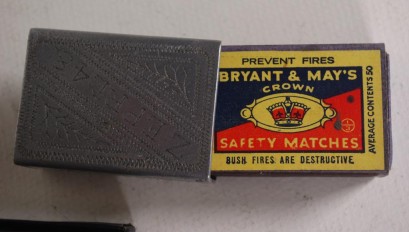 PREVENT FIRES
BRYANT & MAY'S
CROWN
SAFETY MATCHES
BUSH FIRES ARE DESTRUCTIVE
AVERAGE CONTENTS 50